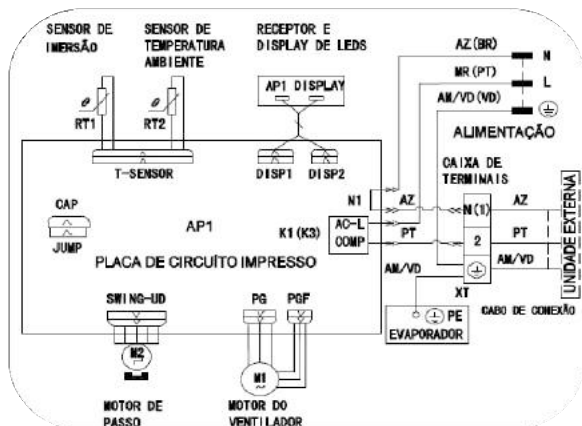 SENSOR DE
IMERSÃO
SENSOR DE
TEMPERATURA
AMBIENTE
RECEPTOR E
DISPLAY DE LEDS
AZ(BR)
N
MR(PT)
L
AM/VD(VD)
ALIMENTAÇÃO
θ
RT1
θ
RT2
AP1 DISPLAY
T-SENSOR
DISP1
DISP2
CAIXA DE
TERMINAIS
N1
AZ
N(1)
AZ
CAP
JUMP
AP1
K1(K3)
AC-L
COMP
PT
2
PT
PLACA DE CIRCUÍTO IMPRESSO
AM/VD
AM/VD
XT
UNIDADE EXTERNA
CABO DE CONEXÃO
SWING-UD
PG
PGF
PE
EVAPORADOR
M2
M1
MOTOR DE
PASSO
MOTOR DO
VENTILADOR